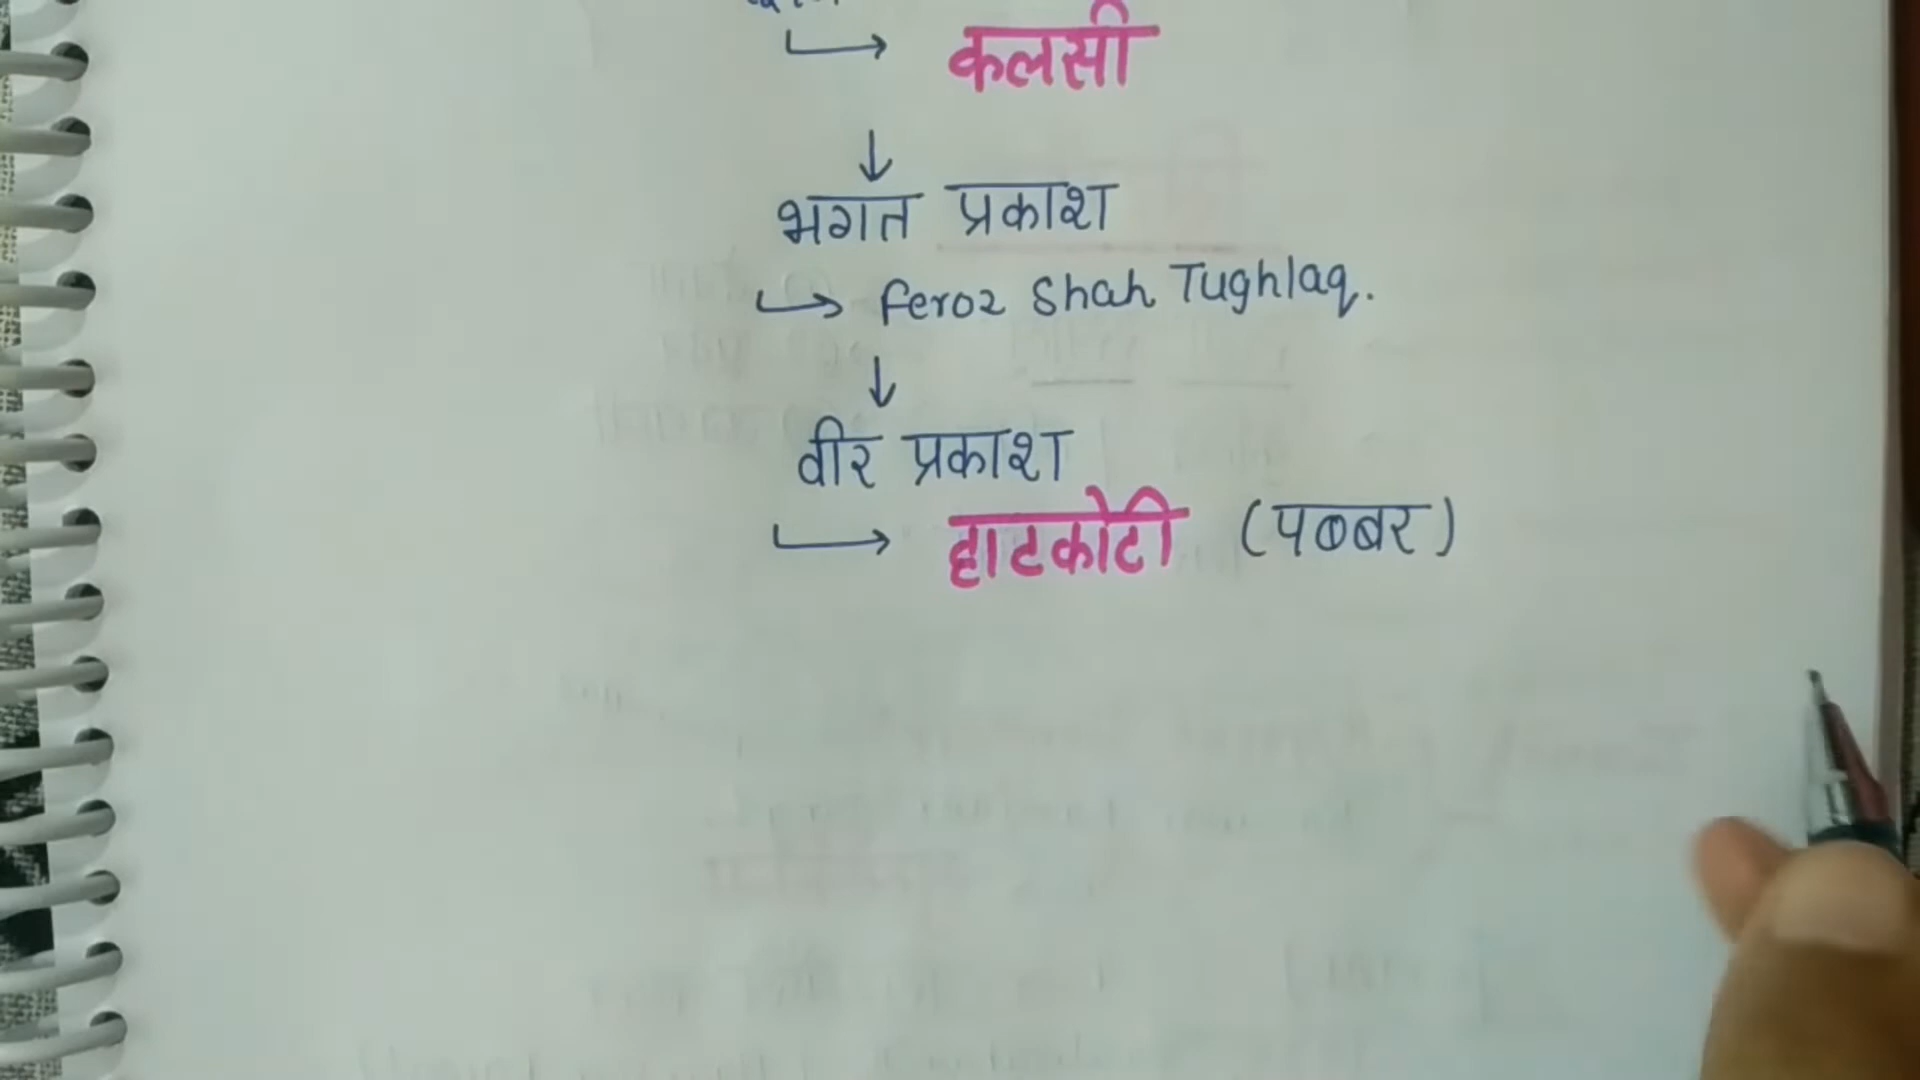 ↳ कलसी
↓
भगत प्रकाश
↳ Feroz Shah Tughlaq.
↓
वीर प्रकाश
↳ हाटकोटी (पब्बर)